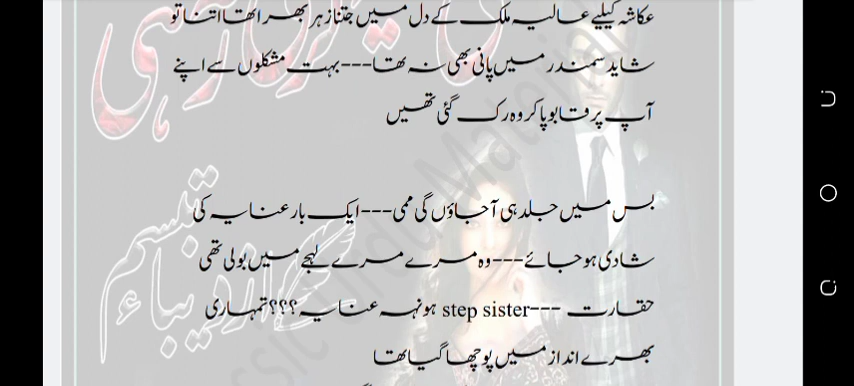 عکاشہ کیلیے عالیہ ملک کے دل میں جتنا زہر بھرا تھا اتنا تو
شاید سمندر میں پانی بھی نہ تھا---بہت مشکلوں سے اپنے
آپ پر قابو پا کر وہ رک گئی تھیں
بس میں جلد ہی آجاؤں گی ممی---ایک بار عنایہ کی
شادی ہو جائے---وہ مرے مرے لہجے میں بولی تھی
حقارت ---step sister ہونہہ عنایہ؟؟؟تمہاری
بھرے انداز میں پوچھا گیا تھا